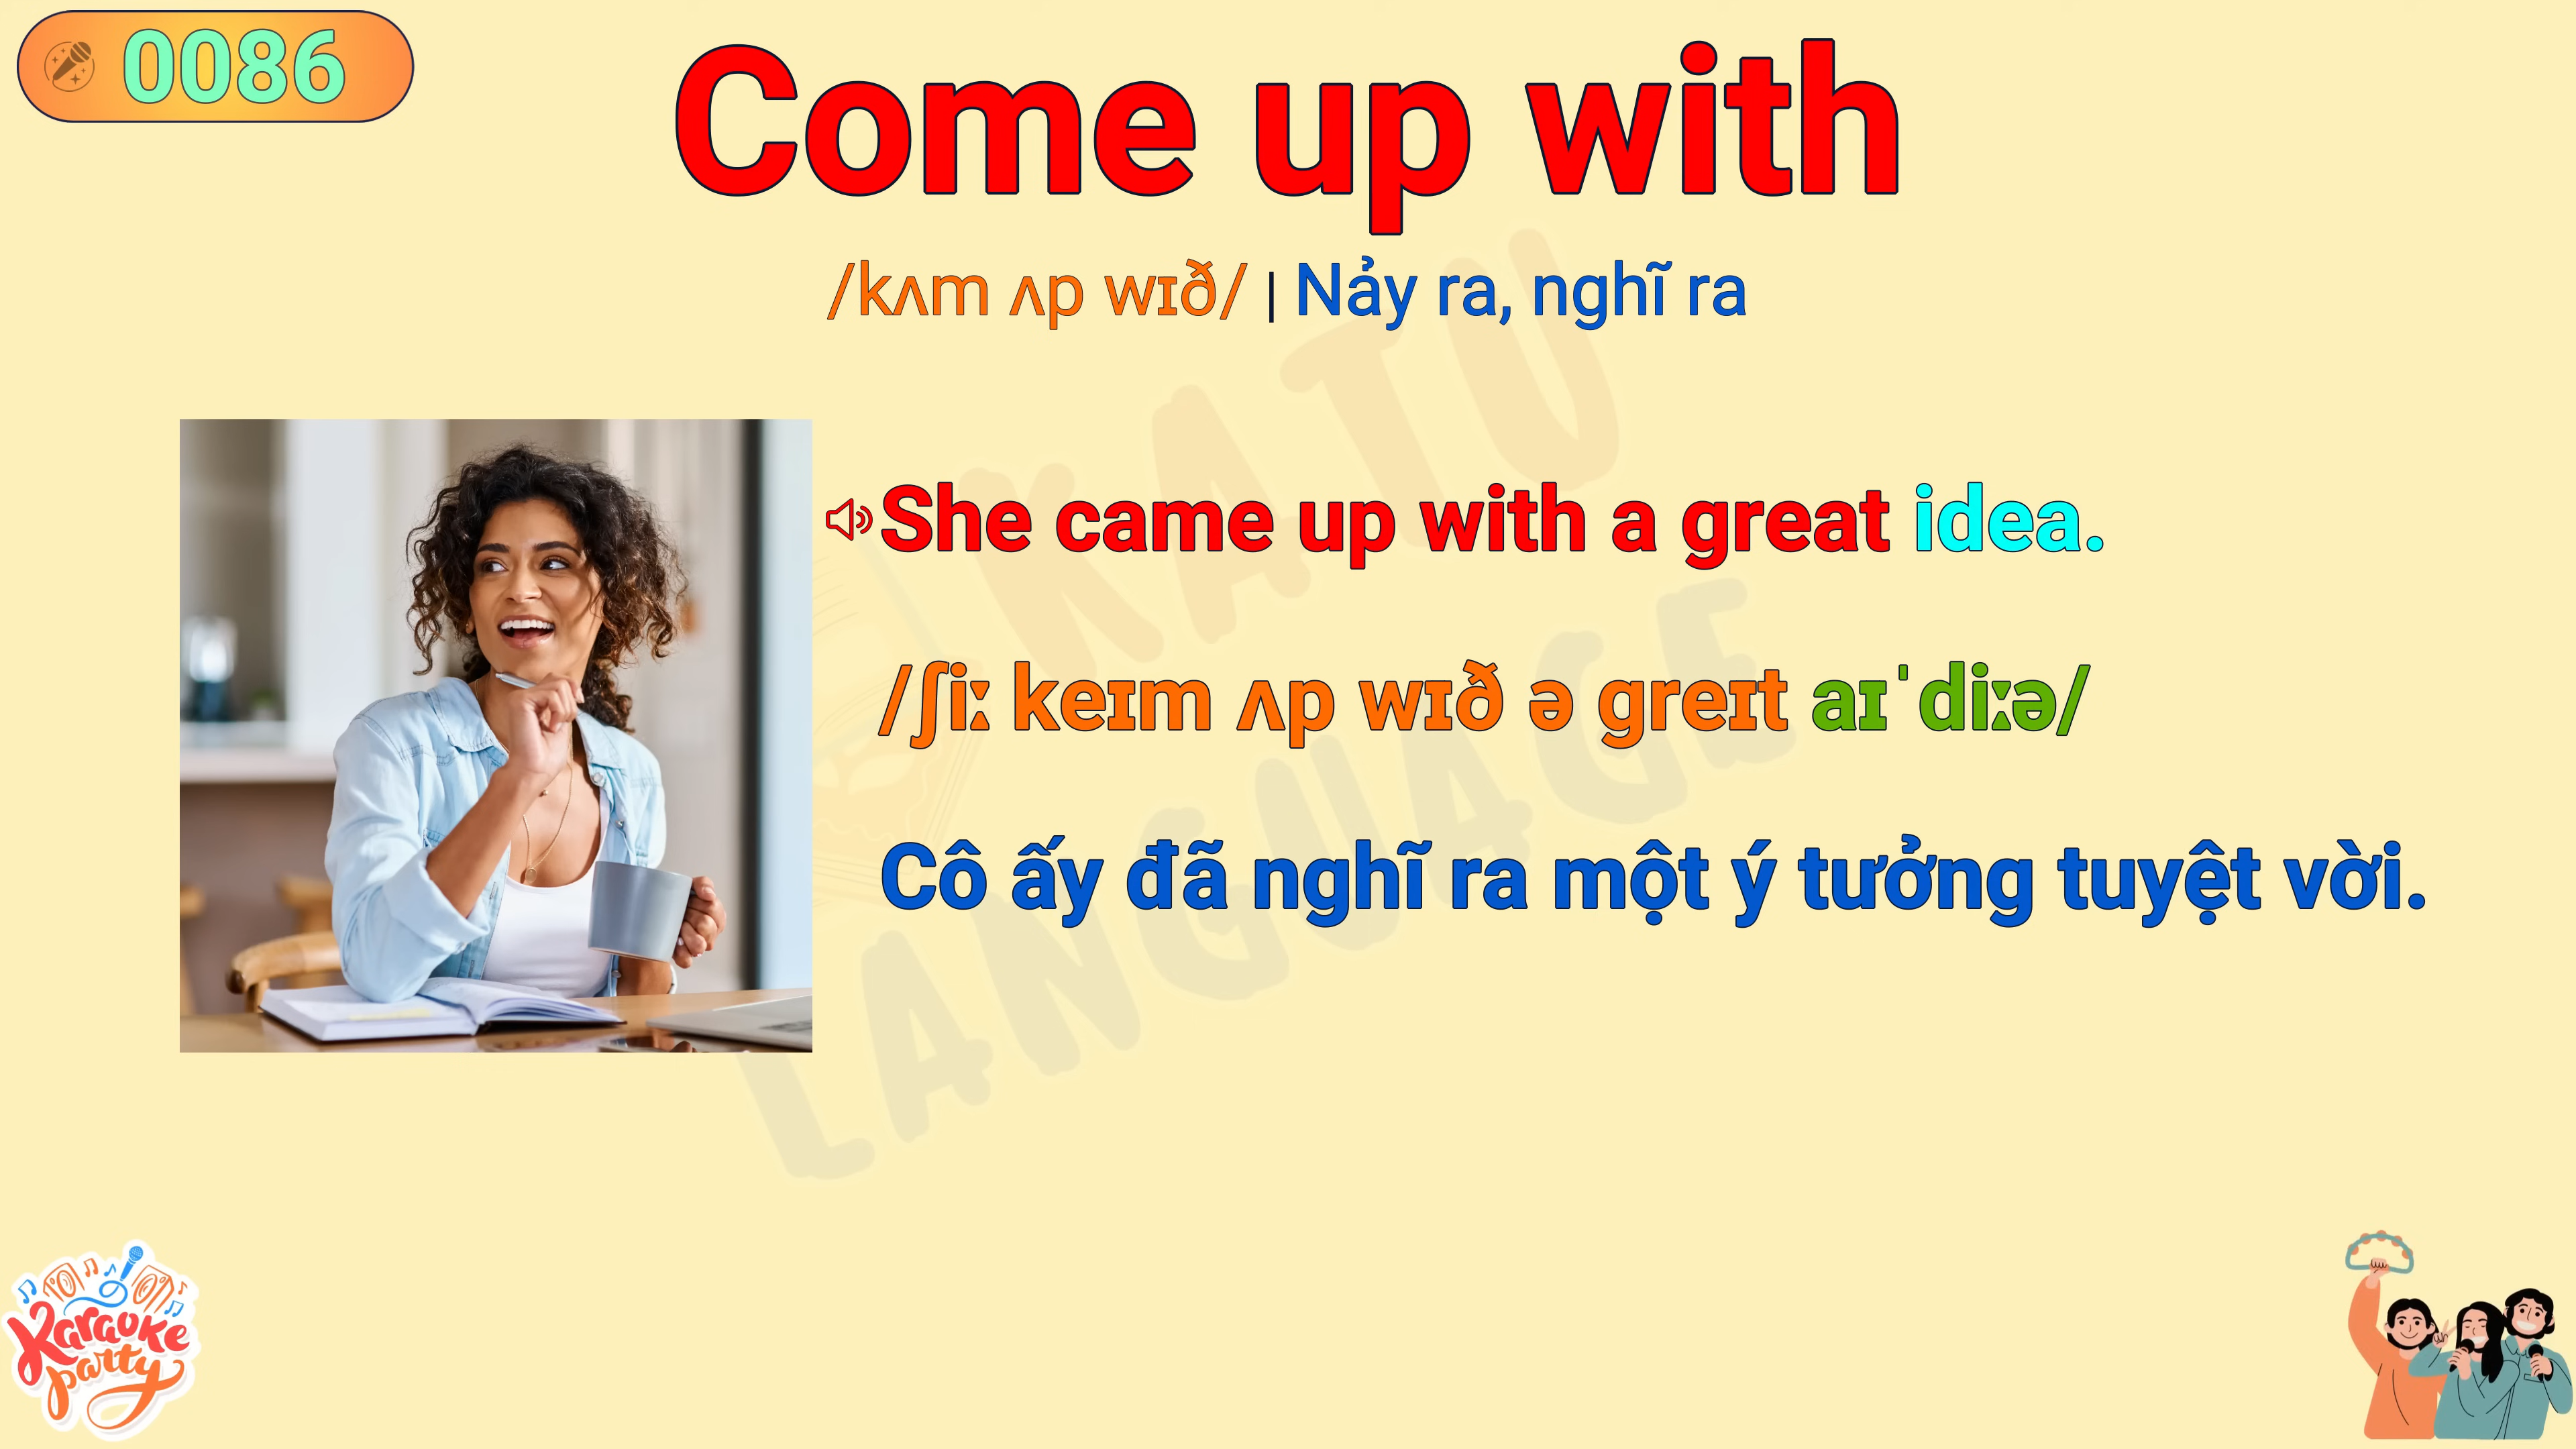 0086
Come up with
/kʌm ʌp wɪð/ | Nảy ra, nghĩ ra
She came up with a great idea.
/ʃiː keɪm ʌp wɪð ə greɪt aɪˈdiːə/
Cô ấy đã nghĩ ra một ý tưởng tuyệt vời.
KATU
LANGUAGE
Karaoke
party